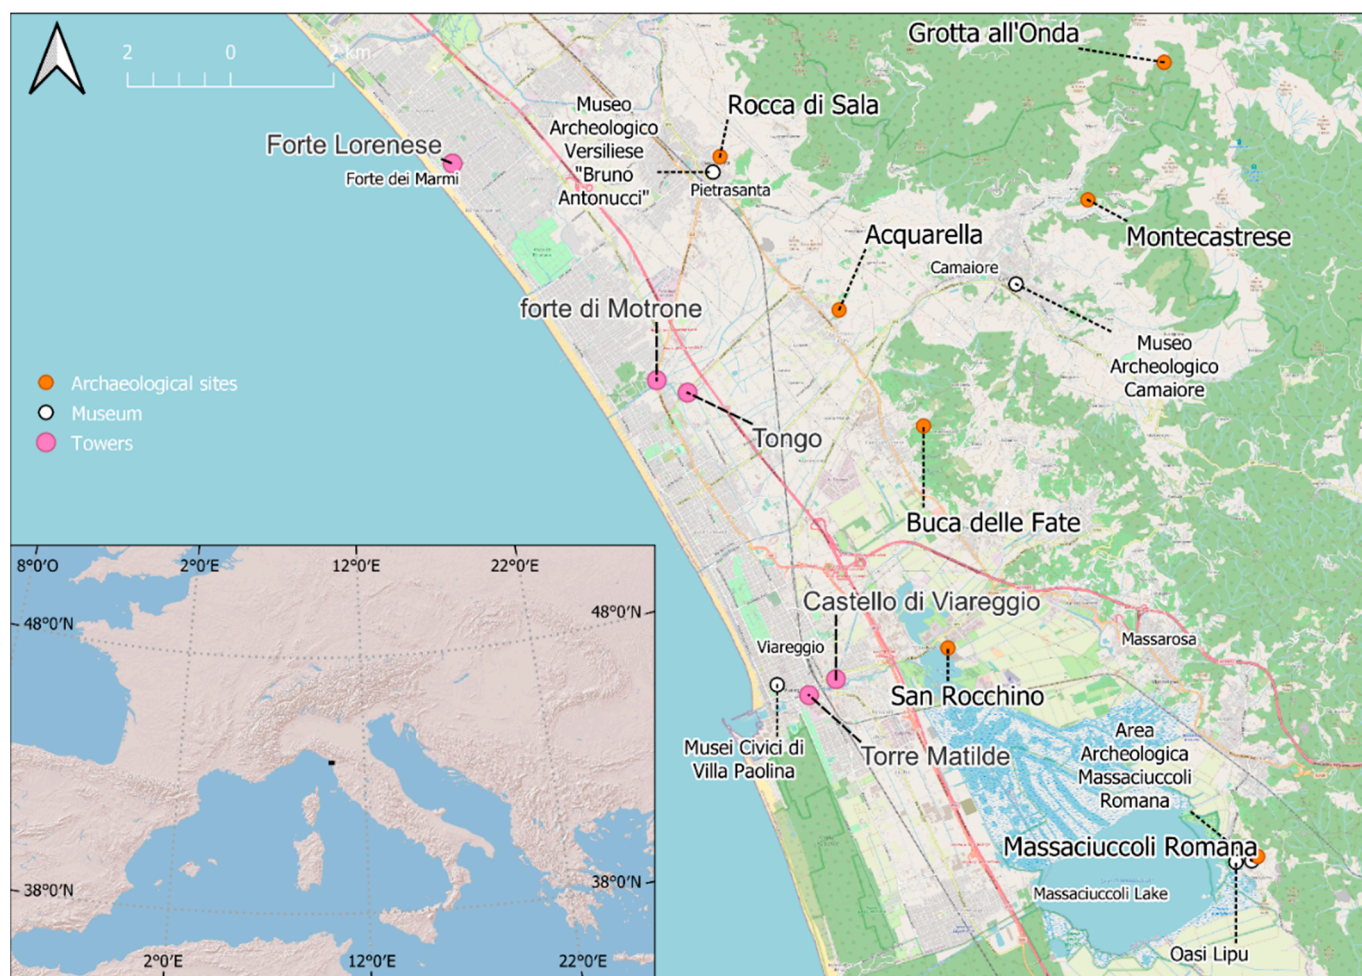 Grotta all'Onda
2 0 2 km
Museo
Archeologico
Versiliese
"Bruno
Antonucci"
Rocca di Sala
Forte Lorenese
Forte dei Marmi
Pietrasanta
Acquarella
Montecastrese
Camaiore
forte di Motrone
Museo
Archeologico
Camaiore
Archaeological sites
Museum
Towers
Tongo
Buca delle Fate
8°0'O 2°0'E 12°0'E 22°0'E
48°0'N 48°0'N
Castello di Viareggio
Viareggio
Massarosa
San Rocchino
Musei Civici di
Villa Paolina
Torre Matilde
Area
Archeologica
Massaciuccoli
Romana
Massaciuccoli Romana
Massaciuccoli Lake
38°0'N 38°0'N
Oasi Lipu
2°0'E 12°0'E 22°0'E